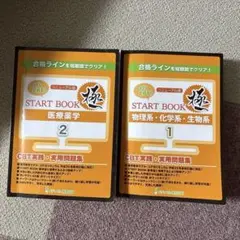 合格ラインを短期間でクリア!
START BOOK
極
医療薬学
2
CBT実践・実用問題集
合格ラインを短期間でクリア!
START BOOK
極
物理系・化学系・生物系
1
CBT実践・実用問題集